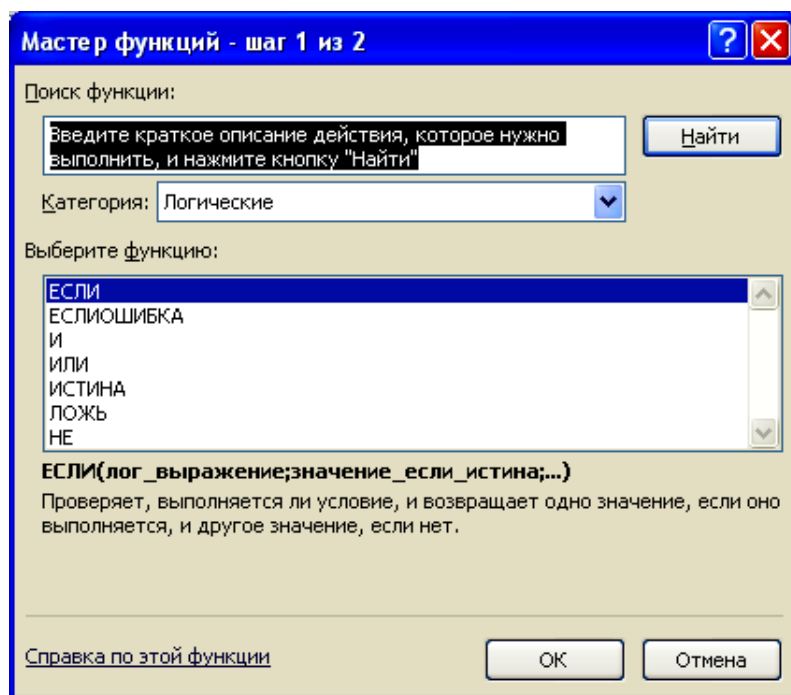 Мастер функций - шаг 1 из 2
Поиск функции:
Введите краткое описание действия, которое нужно
выполнить, и нажмите кнопку "Найти"
Найти
Категория: Логические
Выберите функцию:
ЕСЛИ
ЕСЛИОШИБКА
И
ИЛИ
ИСТИНА
ЛОЖЬ
НЕ
ЕСЛИ(лог_выражение;значение_если_истина;...)
Проверяет, выполняется ли условие, и возвращает одно значение, если оно
выполняется, и другое значение, если нет.
Справка по этой функции
ОК
Отмена